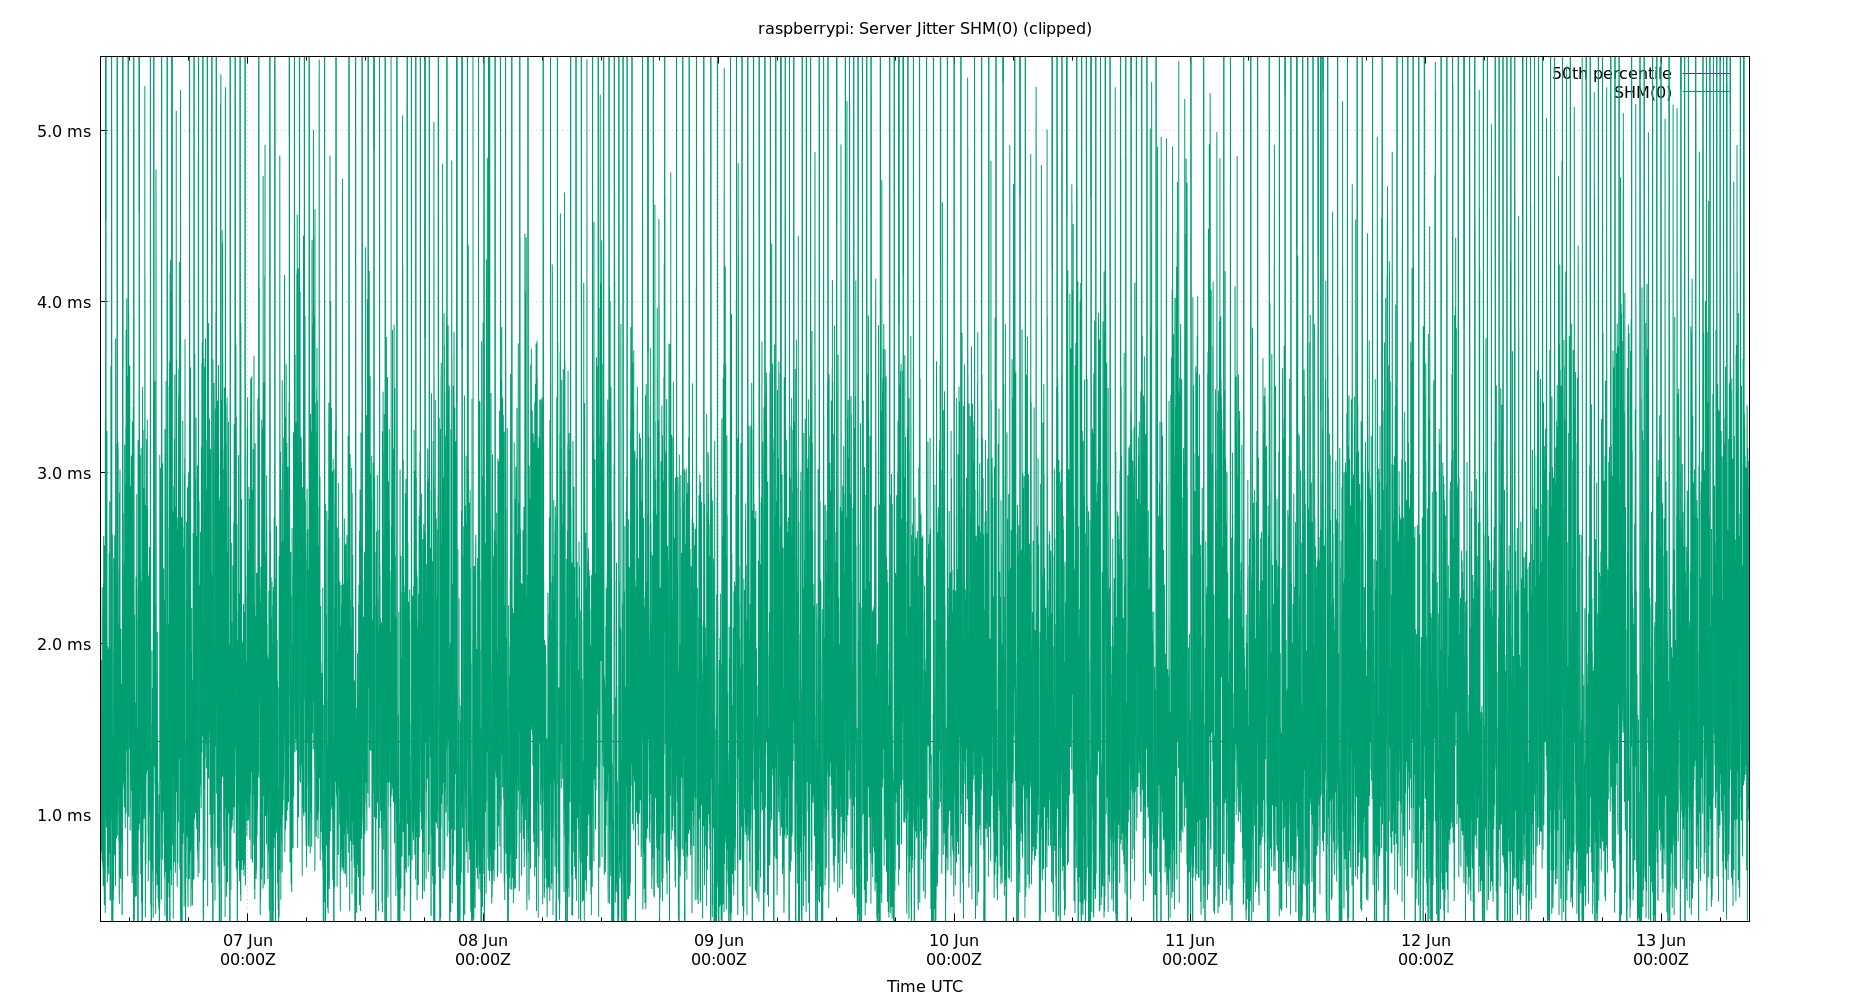 raspberrypi: Server Jitter SHM(0) (clipped)
50th percentile
SHM(0)
5.0 ms
4.0 ms
3.0 ms
2.0 ms
1.0 ms
07 Jun 08 Jun 09 Jun 10 Jun 11 Jun 12 Jun 13 Jun
00:00Z 00:00Z 00:00Z 00:00Z 00:00Z 00:00Z 00:00Z
Time UTC